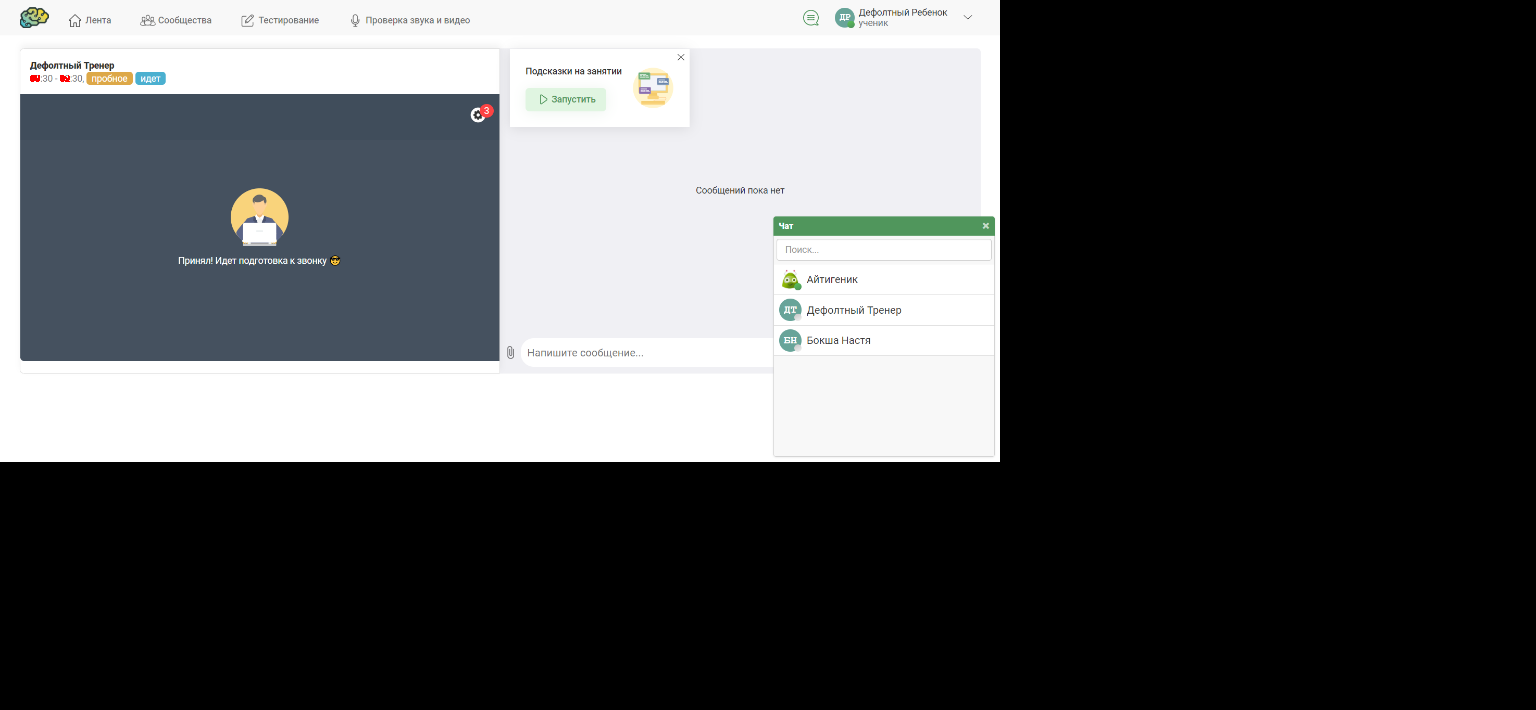 Лента
Сообщества
Тестирование
Проверка звука и видео
ДР
Дефолтный Ребенок
ученик
Дефолтный Тренер
:30 - :30, пробное идет
3
Принял! Идет подготовка к звонку 😎
Подсказки на занятии
Запустить
Сообщений пока нет
Напишите сообщение...
Чат
Поиск...
Айтигеник
ДТ Дефолтный Тренер
БН Бокша Настя